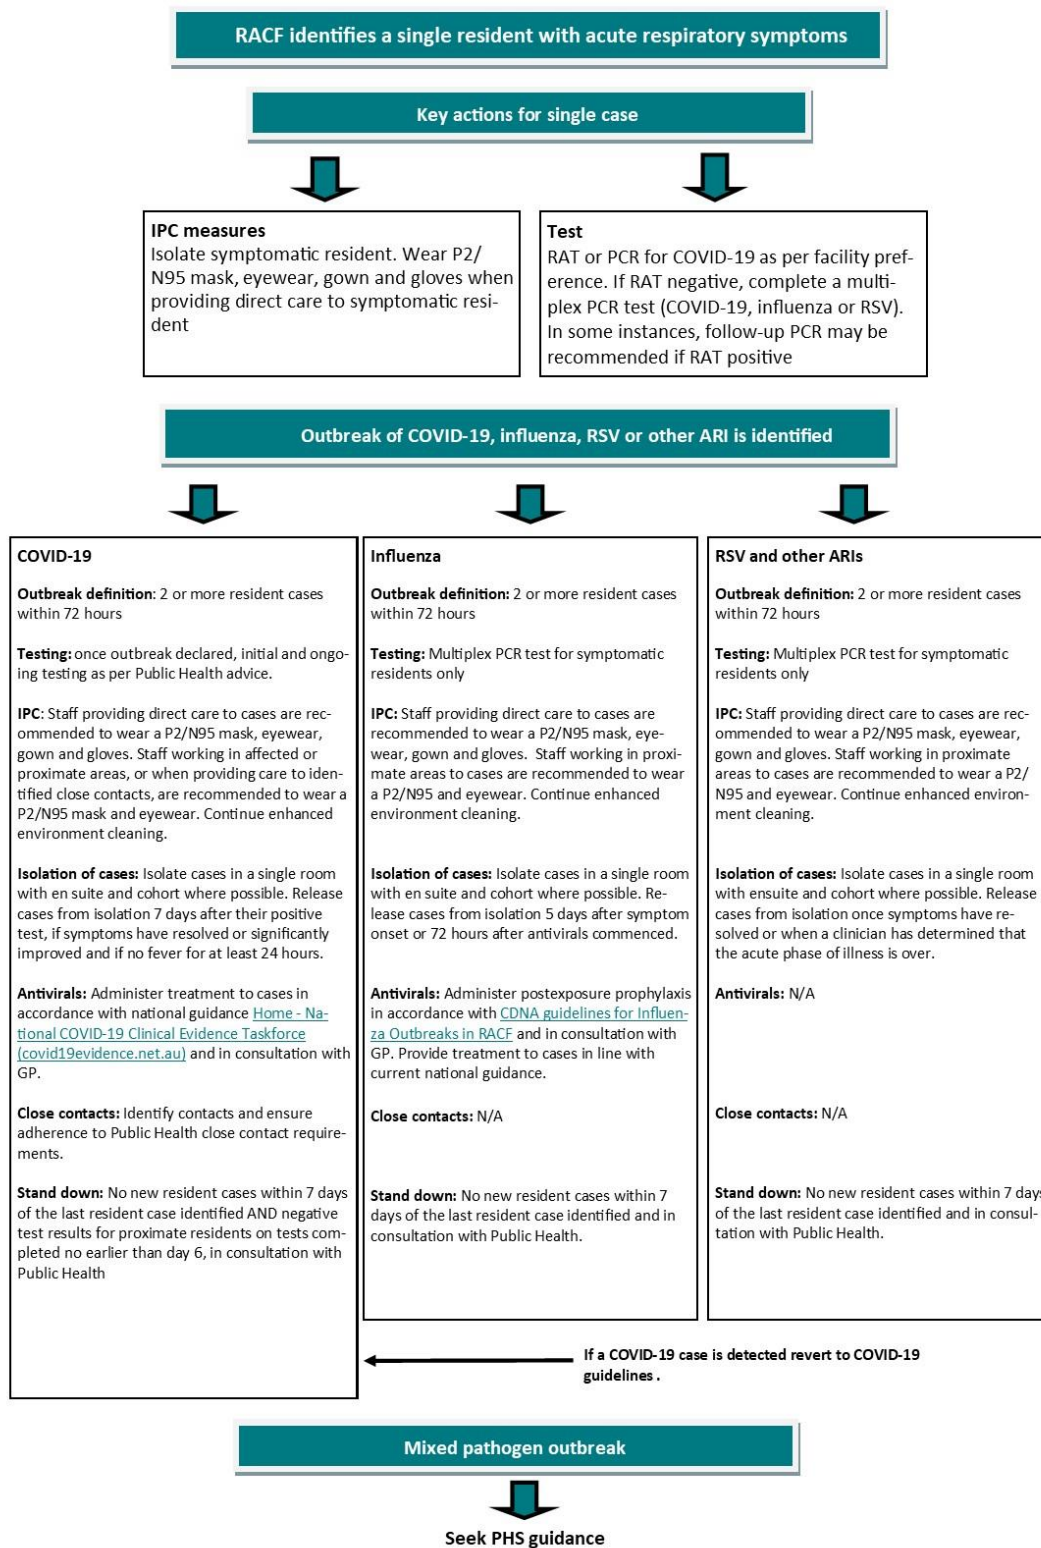 RACF identifies a single resident with acute respiratory symptoms
Key actions for single case
IPC measures
Isolate symptomatic resident. Wear P2/
N95 mask, eyewear, gown and gloves when
providing direct care to symptomatic resi-
dent
Test
RAT or PCR for COVID-19 as per facility pref-
erence. If RAT negative, complete a multi-
plex PCR test (COVID-19, influenza or RSV).
In some instances, follow-up PCR may be
recommended if RAT positive
Outbreak of COVID-19, influenza, RSV or other ARI is identified
COVID-19
Outbreak definition: 2 or more resident cases
within 72 hours
Testing: once outbreak declared, initial and ongo-
ing testing as per Public Health advice.
IPC: Staff providing direct care to cases are rec-
ommended to wear a P2/N95 mask, eyewear,
gown and gloves. Staff working in affected or
proximate areas, or when providing care to iden-
tified close contacts, are recommended to wear a
P2/N95 mask and eyewear. Continue enhanced
environment cleaning.
Isolation of cases: Isolate cases in a single room
with en suite and cohort where possible. Release
cases from isolation 7 days after their positive
test, if symptoms have resolved or significantly
improved and if no fever for at least 24 hours.
Antivirals: Administer treatment to cases in
accordance with national guidance Home - Na-
tional COVID-19 Clinical Evidence Taskforce
(covid19evidence.net.au) and in consultation with
GP.
Close contacts: Identify contacts and ensure
adherence to Public Health close contact require-
ments.
Stand down: No new resident cases within 7 days
of the last resident case identified AND negative
test results for proximate residents on tests com-
pleted no earlier than day 6, in consultation with
Public Health
Influenza
Outbreak definition: 2 or more resident cases
within 72 hours
Testing: Multiplex PCR test for symptomatic
residents only
IPC: Staff providing direct care to cases are
recommended to wear a P2/N95 mask, eye-
wear, gown and gloves.  Staff working in proxi-
mate areas to cases are recommended to wear
a P2/N95 and eyewear. Continue enhanced
environment cleaning.
Isolation of cases: Isolate cases in a single room
with en suite and cohort where possible. Re-
lease cases from isolation 5 days after symptom
onset or 72 hours after antivirals commenced.
Antivirals: Administer postexposure prophylaxis
in accordance with CDNA guidelines for Influen-
za Outbreaks in RACF and in consultation with
GP. Provide treatment to cases in line with
current national guidance.
Close contacts: N/A
Stand down: No new resident cases within 7
days of the last resident case identified and in
consultation with Public Health.
RSV and other ARIs
Outbreak definition: 2 or more resident cases
within 72 hours
Testing: Multiplex PCR test for symptomatic
residents only
IPC: Staff providing direct care to cases are rec-
ommended to wear a P2/N95 mask, eyewear,
gown and gloves. Staff working in proximate
areas to cases are recommended to wear a P2/
N95 and eyewear. Continue enhanced environ-
ment cleaning.
Isolation of cases: Isolate cases in a single room
with ensuite and cohort where possible. Release
cases from isolation once symptoms have re-
solved or when a clinician has determined that
the acute phase of illness is over.
Antivirals: N/A
Close contacts: N/A
Stand down: No new resident cases within 7 days
of the last resident case identified and in consul-
tation with Public Health.
If a COVID-19 case is detected revert to COVID-19
guidelines .
Mixed pathogen outbreak
Seek PHS guidance